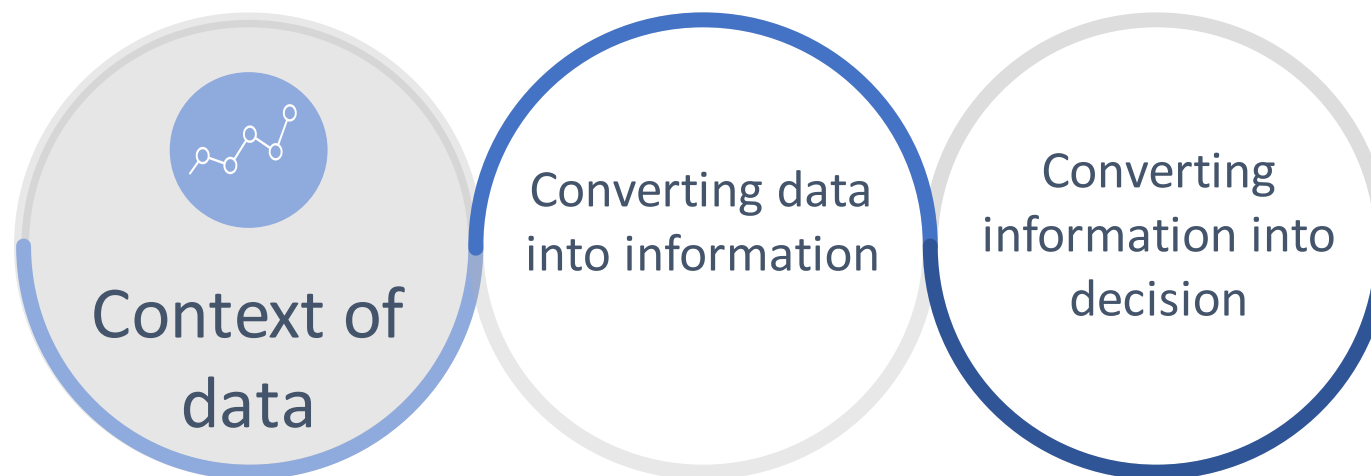 Context of
data
Converting data
into information
Converting
information into
decision